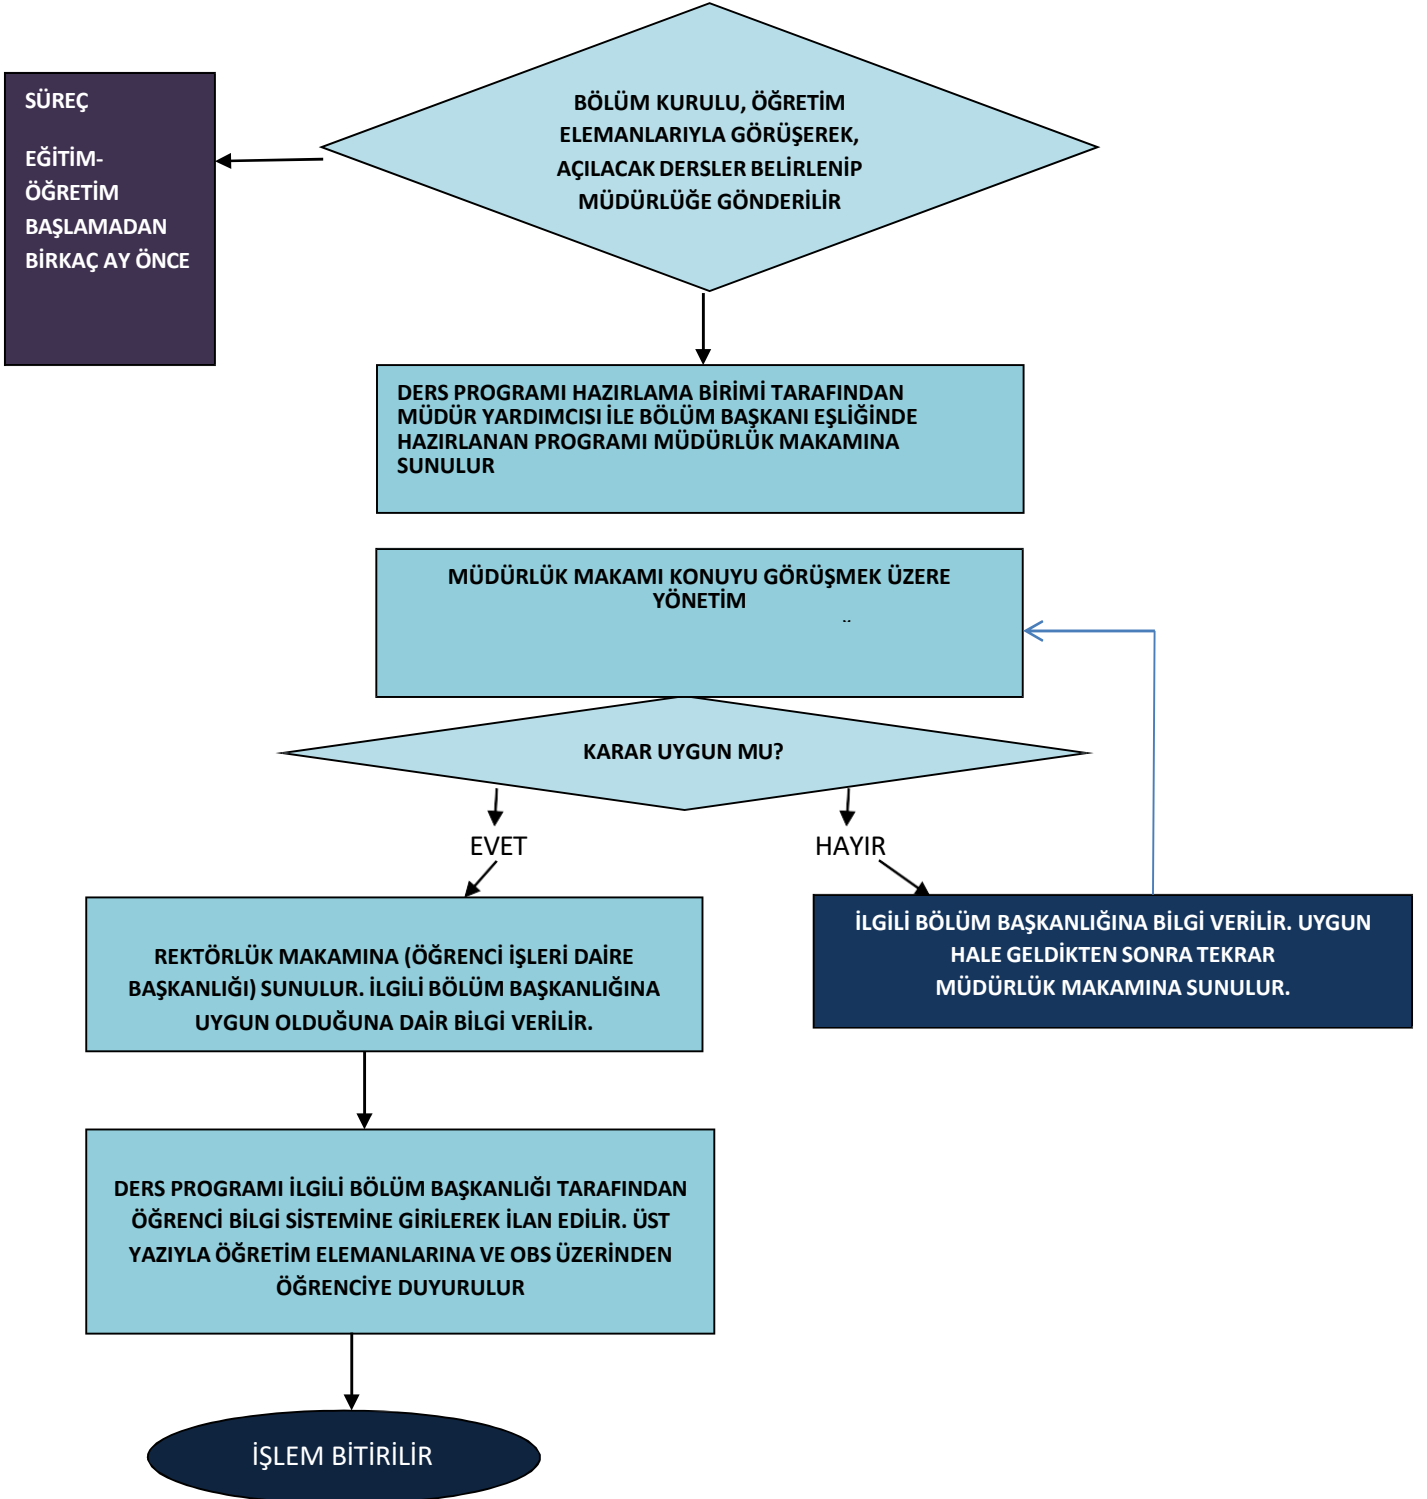 BÖLÜM KURULU, ÖĞRETİM
ELEMANLARIYLA GÖRÜŞEREK,
AÇILACAK DERSLER BELİRLENİP
MÜDÜRLÜĞE GÖNDERİLİR
SÜREÇ
EĞİTİM-
ÖĞRETİM
BAŞLAMADAN
BİRKAÇ AY ÖNCE
DERS PROGRAMI HAZIRLAMA BİRİMİ TARAFINDAN
MÜDÜR YARDIMCISI İLE BÖLÜM BAŞKANI EŞLİĞİNDE
HAZIRLANAN PROGRAMI MÜDÜRLÜK MAKAMINA
SUNULUR
MÜDÜRLÜK MAKAMI KONUYU GÖRÜŞMEK ÜZERE
YÖNETİM
KARAR UYGUN MU?
EVET
HAYIR
REKTÖRLÜK MAKAMINA (ÖĞRENCİ İŞLERİ DAİRE
BAŞKANLIĞI) SUNULUR. İLGİLİ BÖLÜM BAŞKANLIĞINA
UYGUN OLDUĞUNA DAİR BİLGİ VERİLİR.
İLGİLİ BÖLÜM BAŞKANLIĞINA BİLGİ VERİLİR. UYGUN
HALE GELDİKTEN SONRA TEKRAR
MÜDÜRLÜK MAKAMINA SUNULUR.
DERS PROGRAMI İLGİLİ BÖLÜM BAŞKANLIĞI TARAFINDAN
ÖĞRENCİ BİLGİ SİSTEMİNE GİRİLEREK İLAN EDİLİR. ÜST
YAZIYLA ÖĞRETİM ELEMANLARINA VE OBS ÜZERİNDEN
ÖĞRENCİYE DUYURULUR
İŞLEM BİTİRİLİR